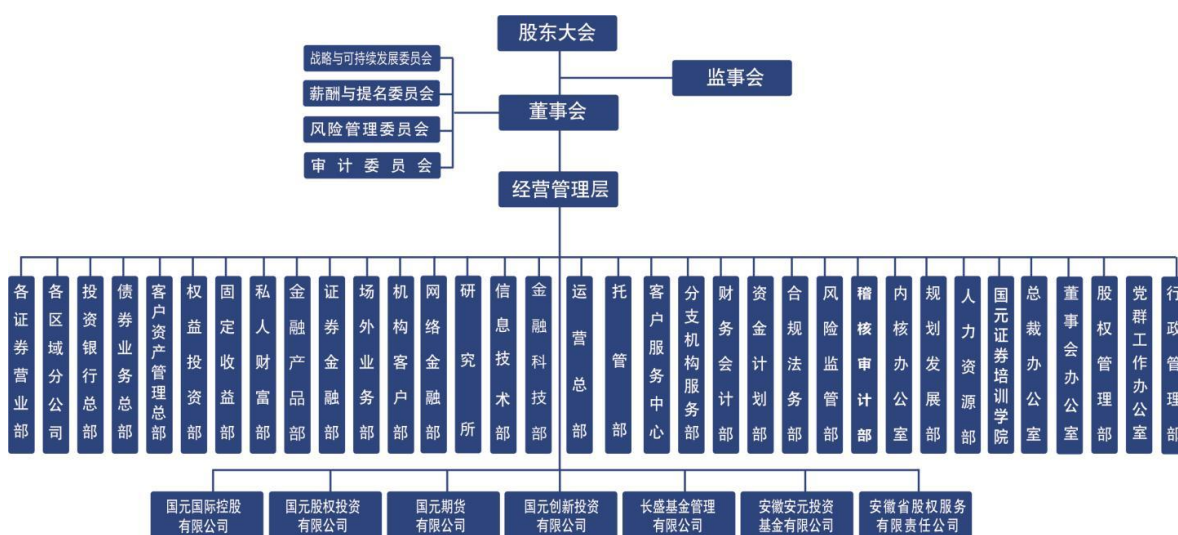 股东大会
战略与可持续发展委员会
监事会
薪酬与提名委员会
董事会
风险管理委员会
审计委员会
经营管理层
各证券营业部
各区域分公司
投资银行总部
债券业务总部
客户资产管理总部
权益投资部
固定收益部
私人财富部
金融产品部
证券金融部
场外业务部
机构客户部
网络金融部
研究所
信息技术部
金融科技部
运营总部
托管部
客户服务中心
分支机构服务部
财务会计部
资金计划部
合规法务部
风险监管部
稽核审计部
内核办公室
规划发展部
人力资源部
国元证券培训学院
总裁办公室
董事会办公室
股权管理部
党群工作办公室
行政管理部
国元国际控股
有限公司
国元股权投资
有限公司
国元期货
有限公司
国元创新投资
有限公司
长盛基金管理
有限公司
安徽安元投资
基金有限公司
安徽省股权服务
有限责任公司